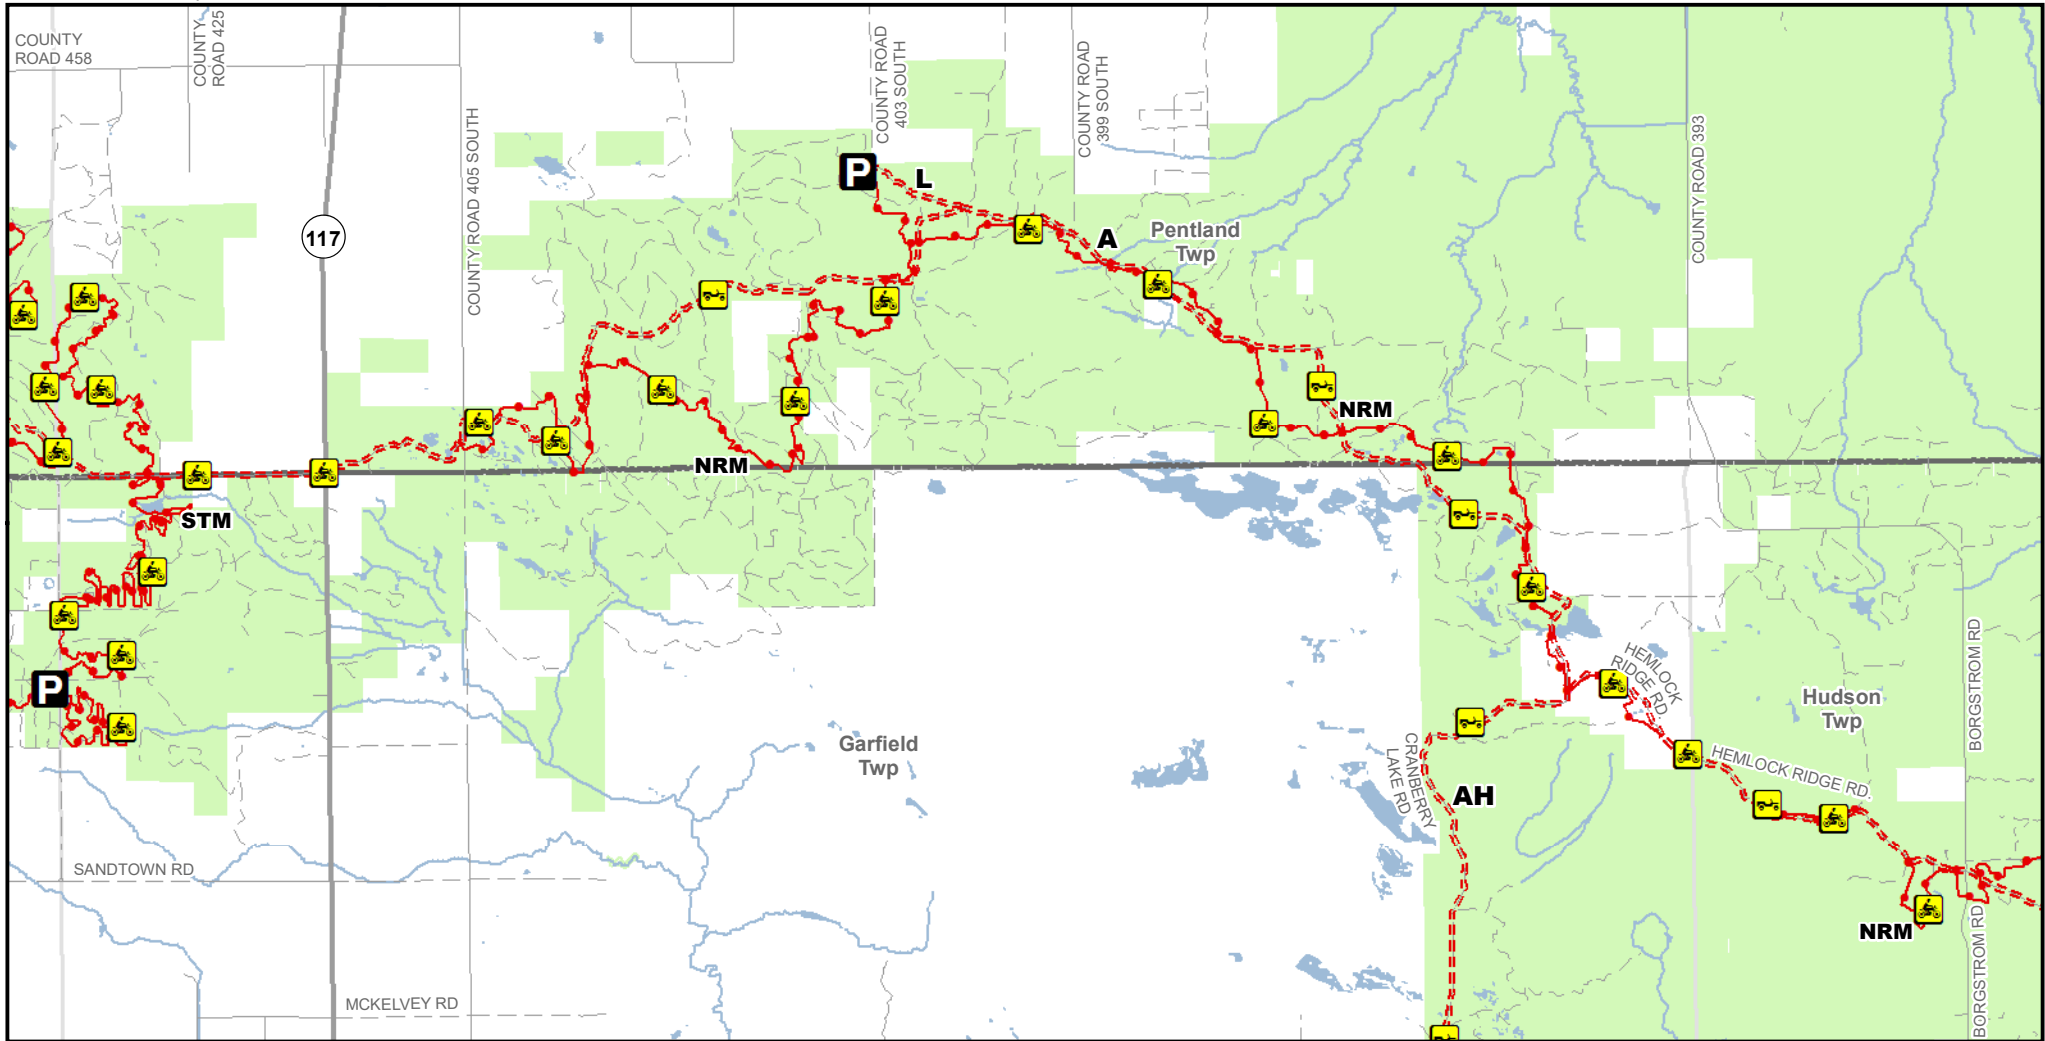 COUNTY
ROAD 458
COUNTY
ROAD 425
117
COUNTY ROAD 405 SOUTH
COUNTY ROAD
403 SOUTH
COUNTY ROAD
399 SOUTH
COUNTY ROAD 393
P
L
A
Pentland
Twp
NRM
NRM
STM
P
HEMLOCK
RIDGE RD
Hudson
Twp
BORGSTROM RD
Garfield
Twp
CRANBERRY
LAKE RD
HEMLOCK RIDGE RD.
AH
SANDTOWN RD
NRM
BORGSTROM RD
MCKELVEY RD